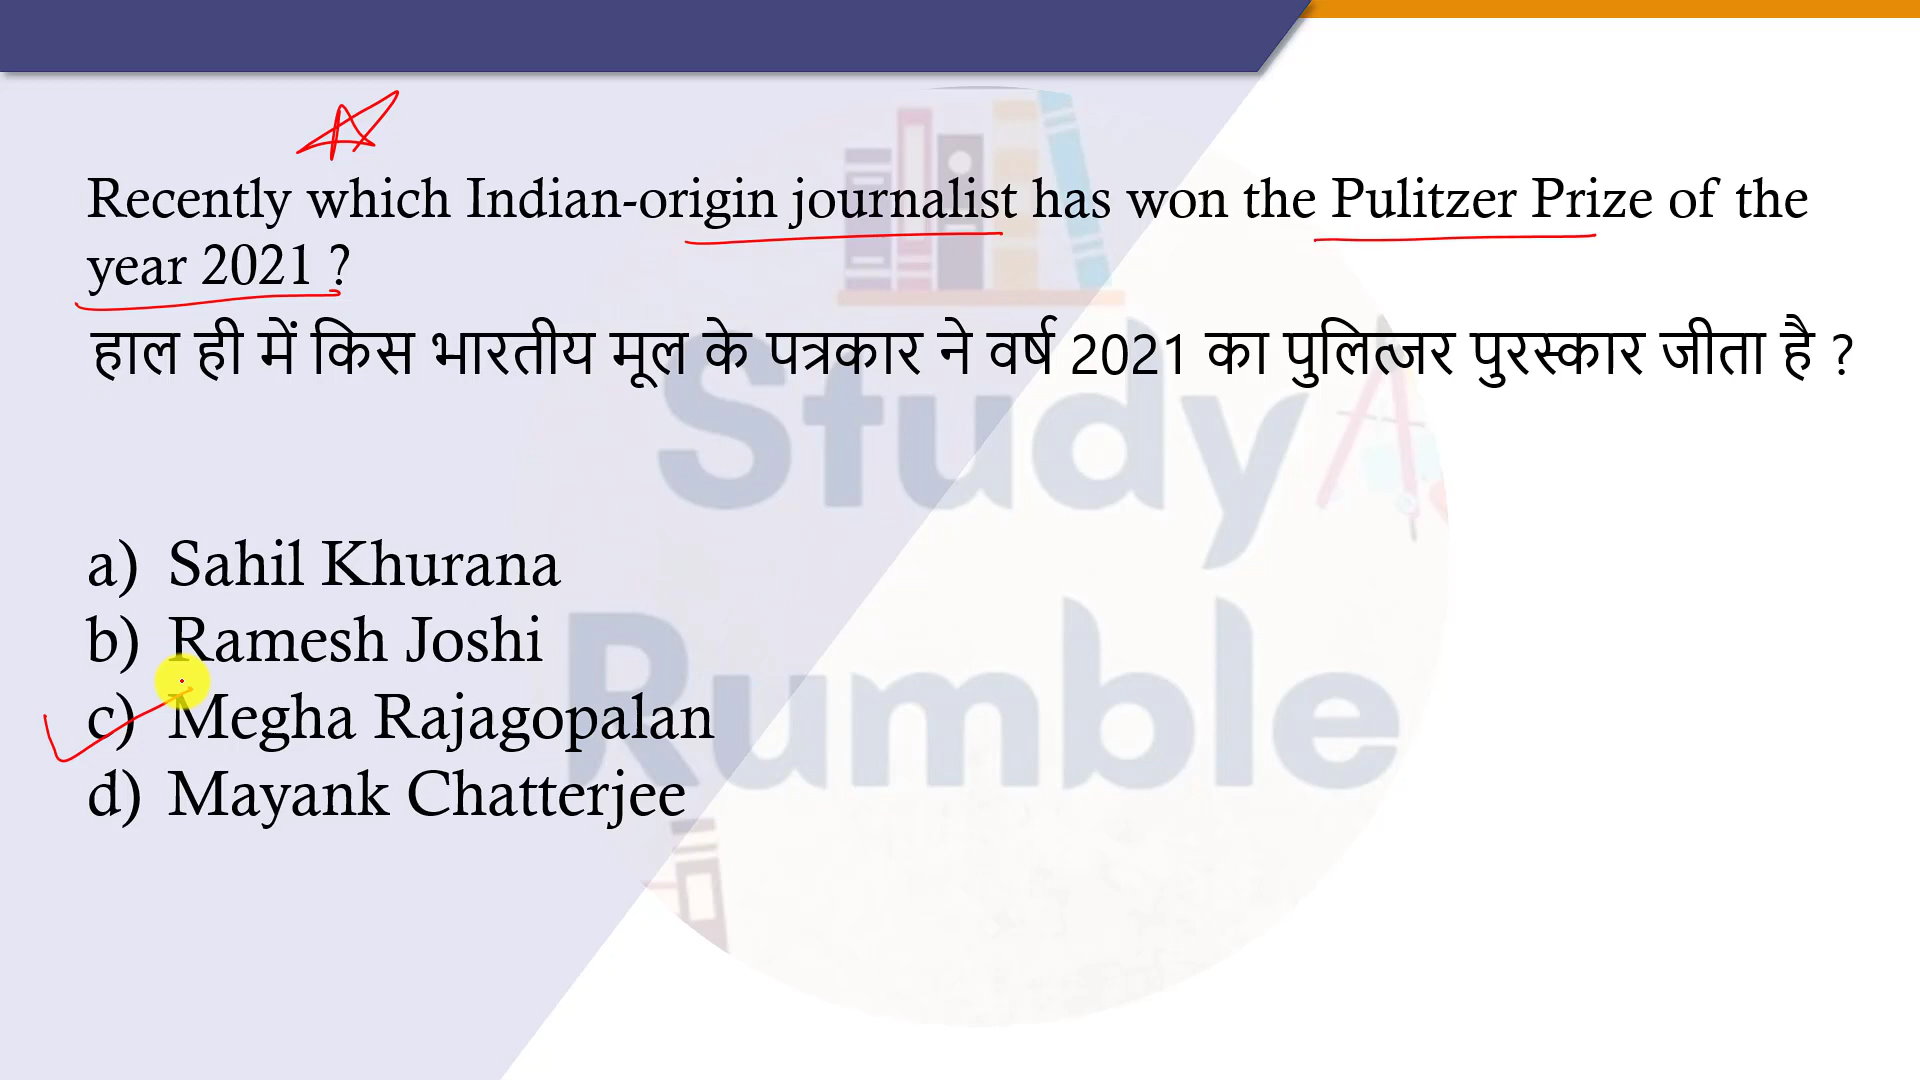 Recently which Indian-origin journalist has won the Pulitzer Prize of the
year 2021 ?
हाल ही में किस भारतीय मूल के पत्रकार ने वर्ष 2021 का पुलित्जर पुरस्कार जीता है ?
Study
Rumble
a) Sahil Khurana
b) Ramesh Joshi
c) Megha Rajagopalan
d) Mayank Chatterjee